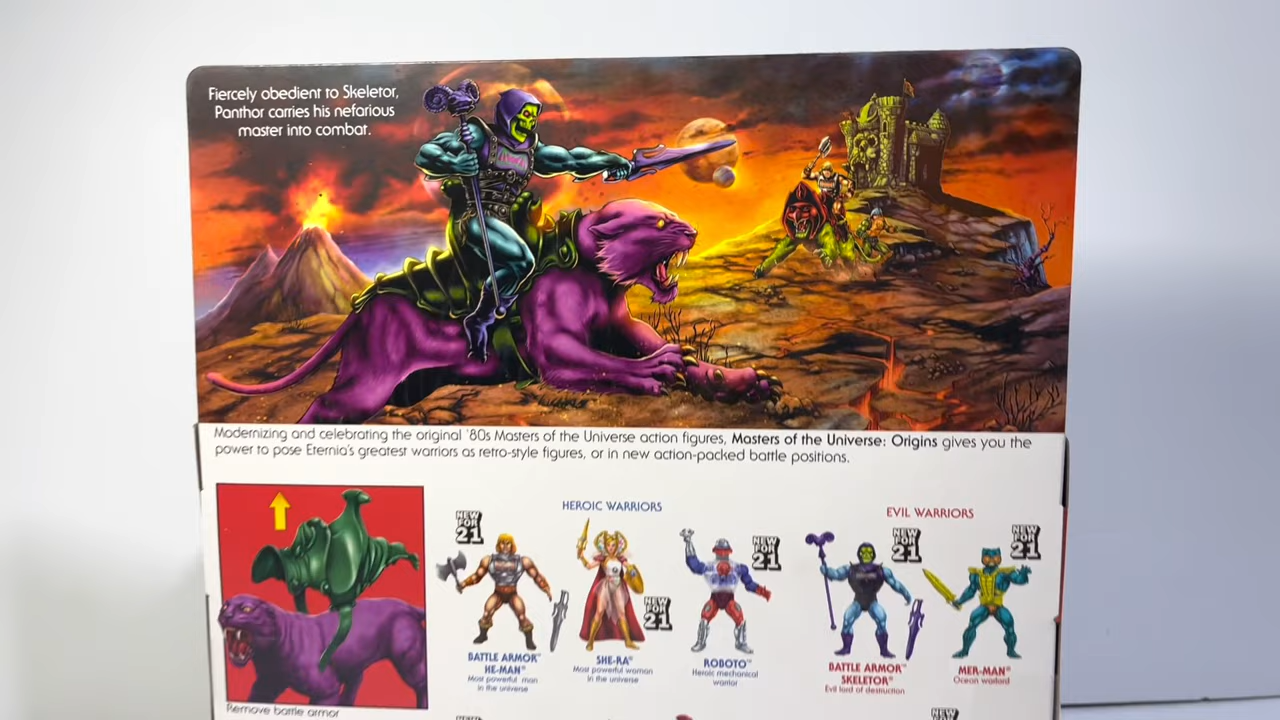 Fiercely obedient to Skeletor,
Panthor carries his nefarious
master into combat.
Modernizing and celebrating the original '80s Masters of the Universe action figures, Masters of the Universe: Origins gives you the
power to pose Eternia's greatest warriors as retro-style figures, or in new action-packed battle positions.
HEROIC WARRIORS
EVIL WARRIORS
NEW
FOR
21
NEW
FOR
21
NEW
FOR
21
NEW
FOR
21
NEW
FOR
21
BATTLE ARMOR™
HE-MAN®
Most powerful man
in the universe
SHE-RA®
Most powerful woman
in the universe
ROBOTO™
Heroic mechanical
warrior
BATTLE ARMOR™
SKELETOR®
Evil lord of destruction
MER-MAN®
Ocean warlord
Remove battle armor
NEW